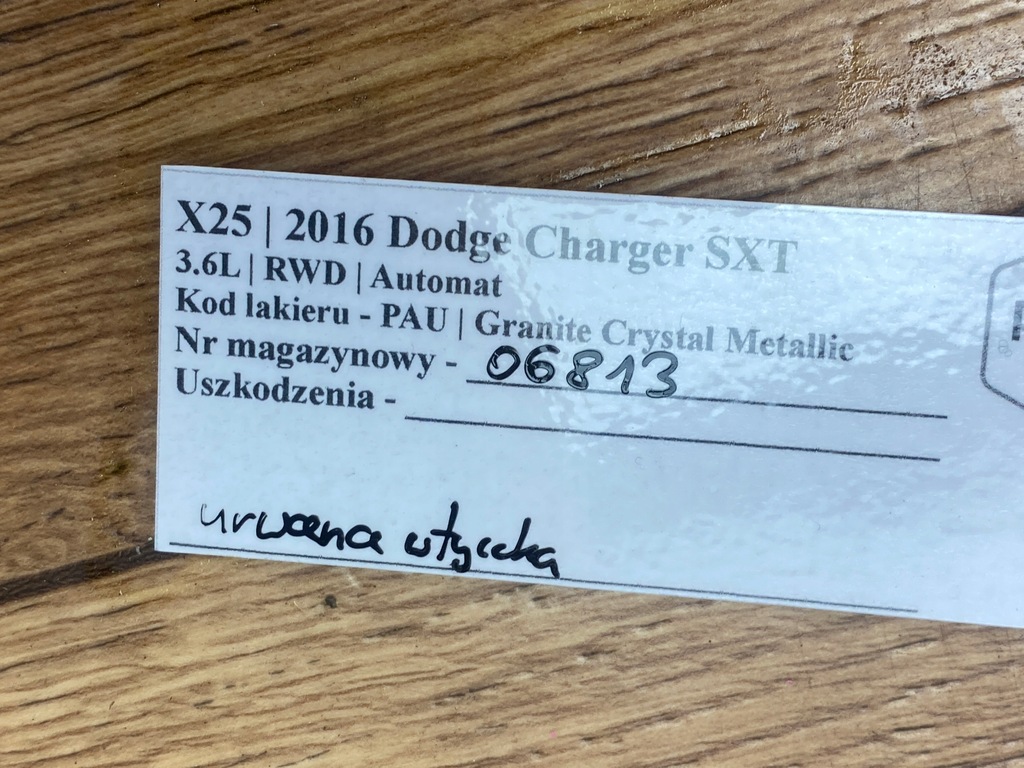 X25 | 2016 Dodge Charger SXT
3.6L | RWD | Automat
Kod lakieru - PAU | Granite Crystal Metallic
Nr magazynowy - 06813
Uszkodzenia -
urwana wtyczka